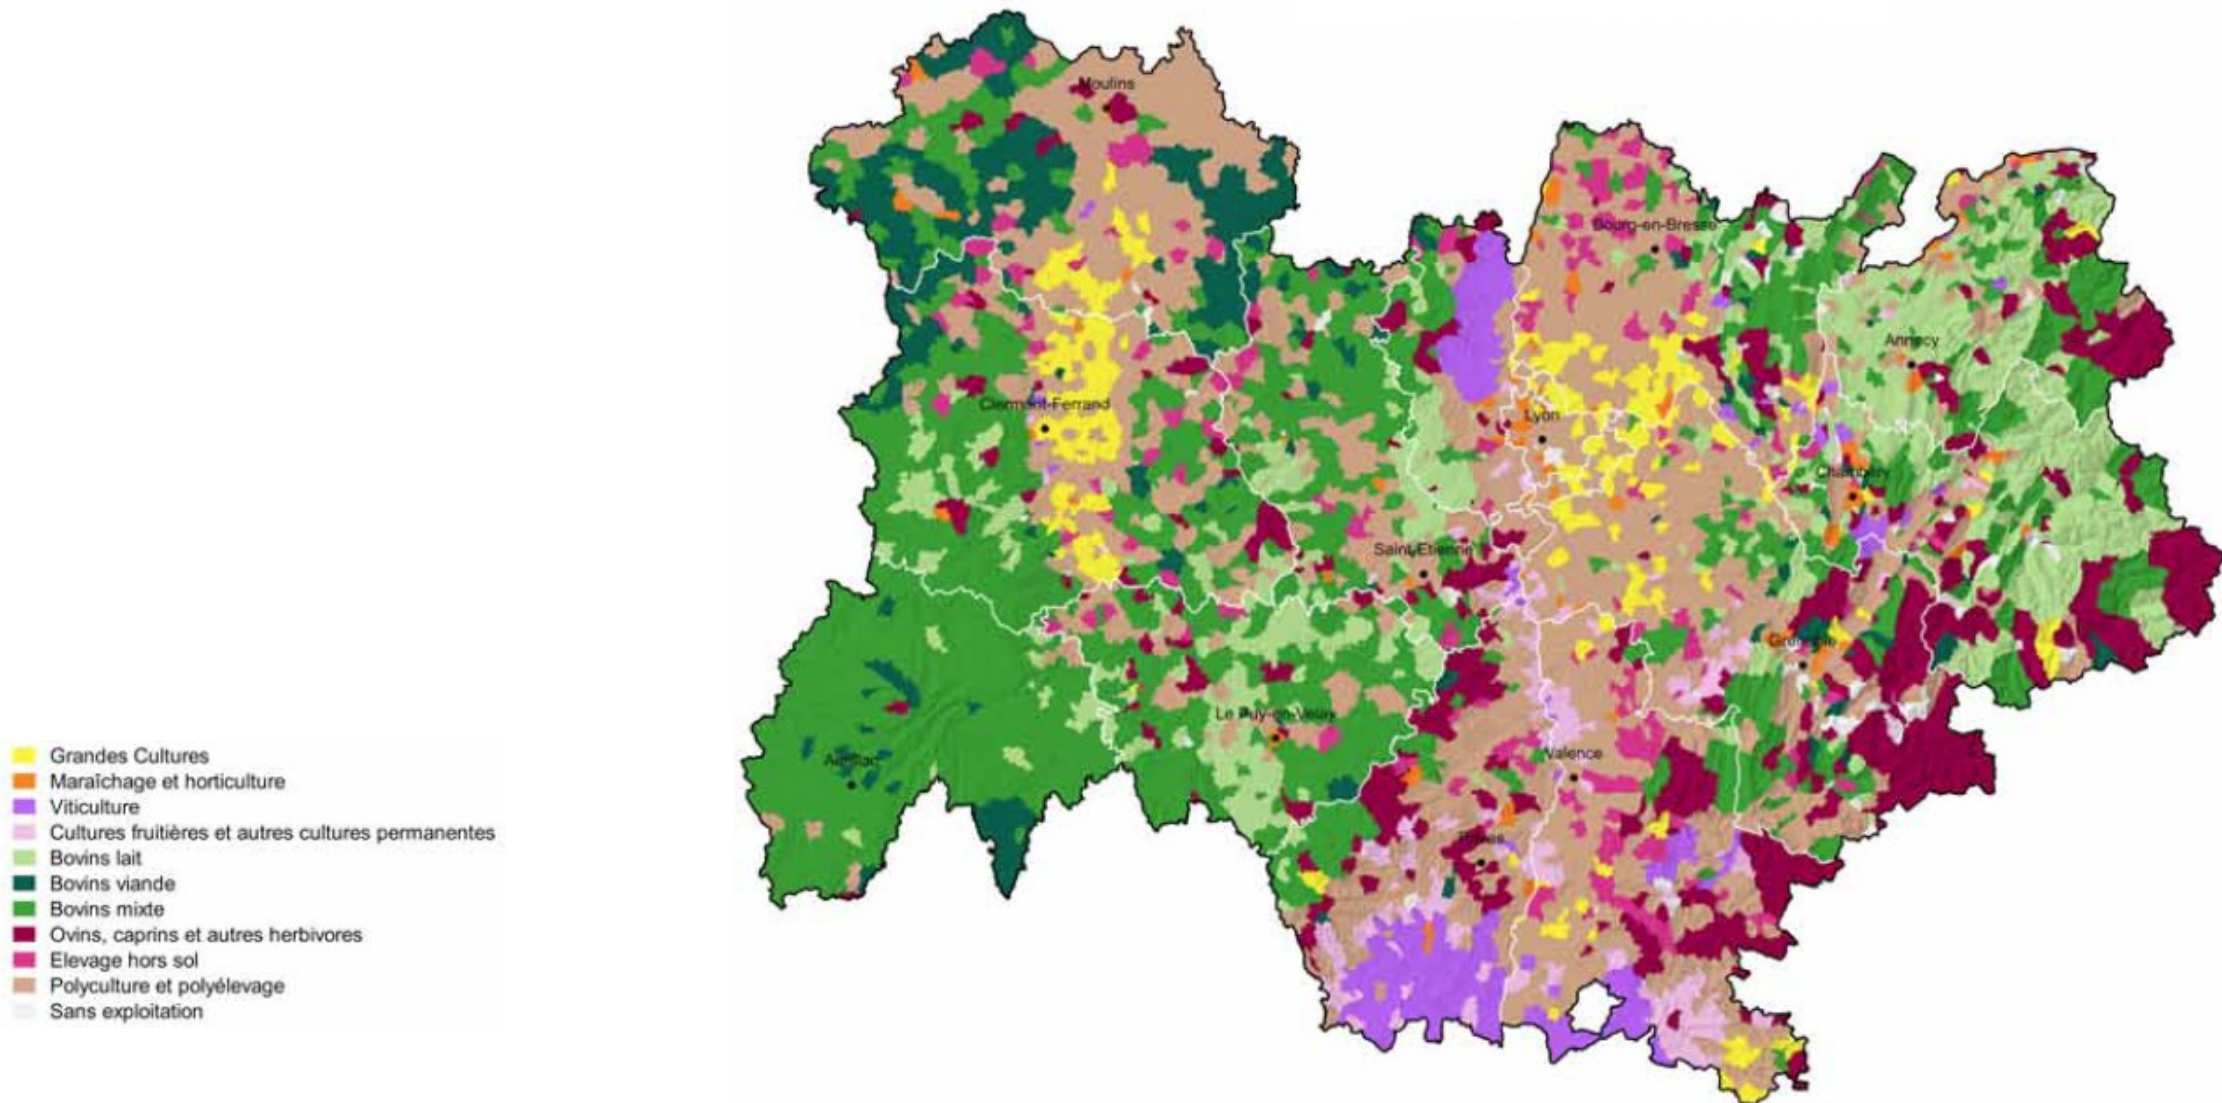 Moulins
Bourg-en-Bresse
Annecy
Clermont-Ferrand
Lyon
Chambéry
Saint Etienne
Grenoble
Le Puy-en-Velay
Valence
Aurillac
Privas
Grandes Cultures
Maraîchage et horticulture
Viticulture
Cultures fruitières et autres cultures permanentes
Bovins lait
Bovins viande
Bovins mixte
Ovins, caprins et autres herbivores
Elevage hors sol
Polyculture et polyélevage
Sans exploitation